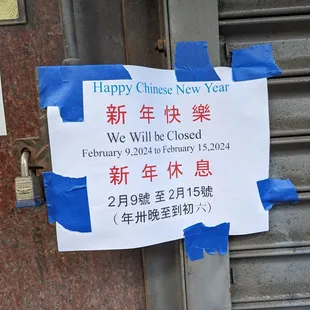 Happy Chinese New Year
新年快樂
We Will be Closed
February 9,2024 to February 15,2024
新年休息
2月9號 至 2月15號
(年卅晚至到初六)